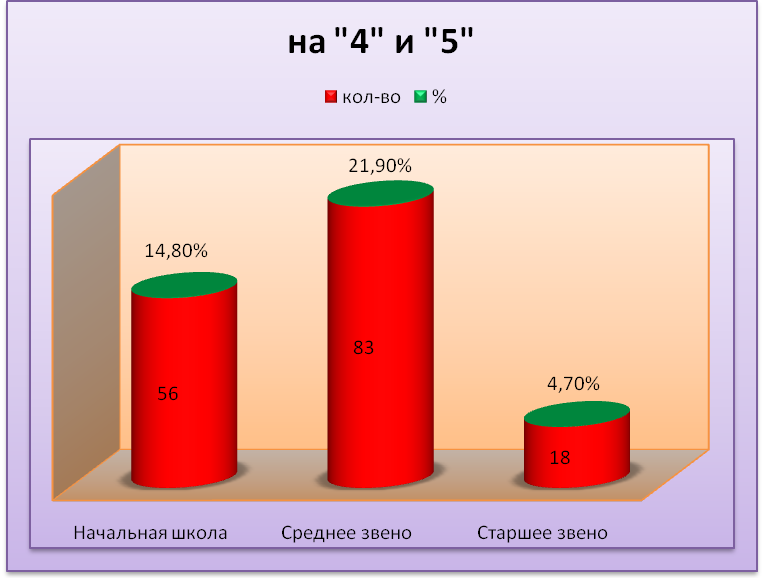 на "4" и "5"
кол-во %
21,90%
14,80%
83
4,70%
56
18
Начальная школа Среднее звено Старшее звено